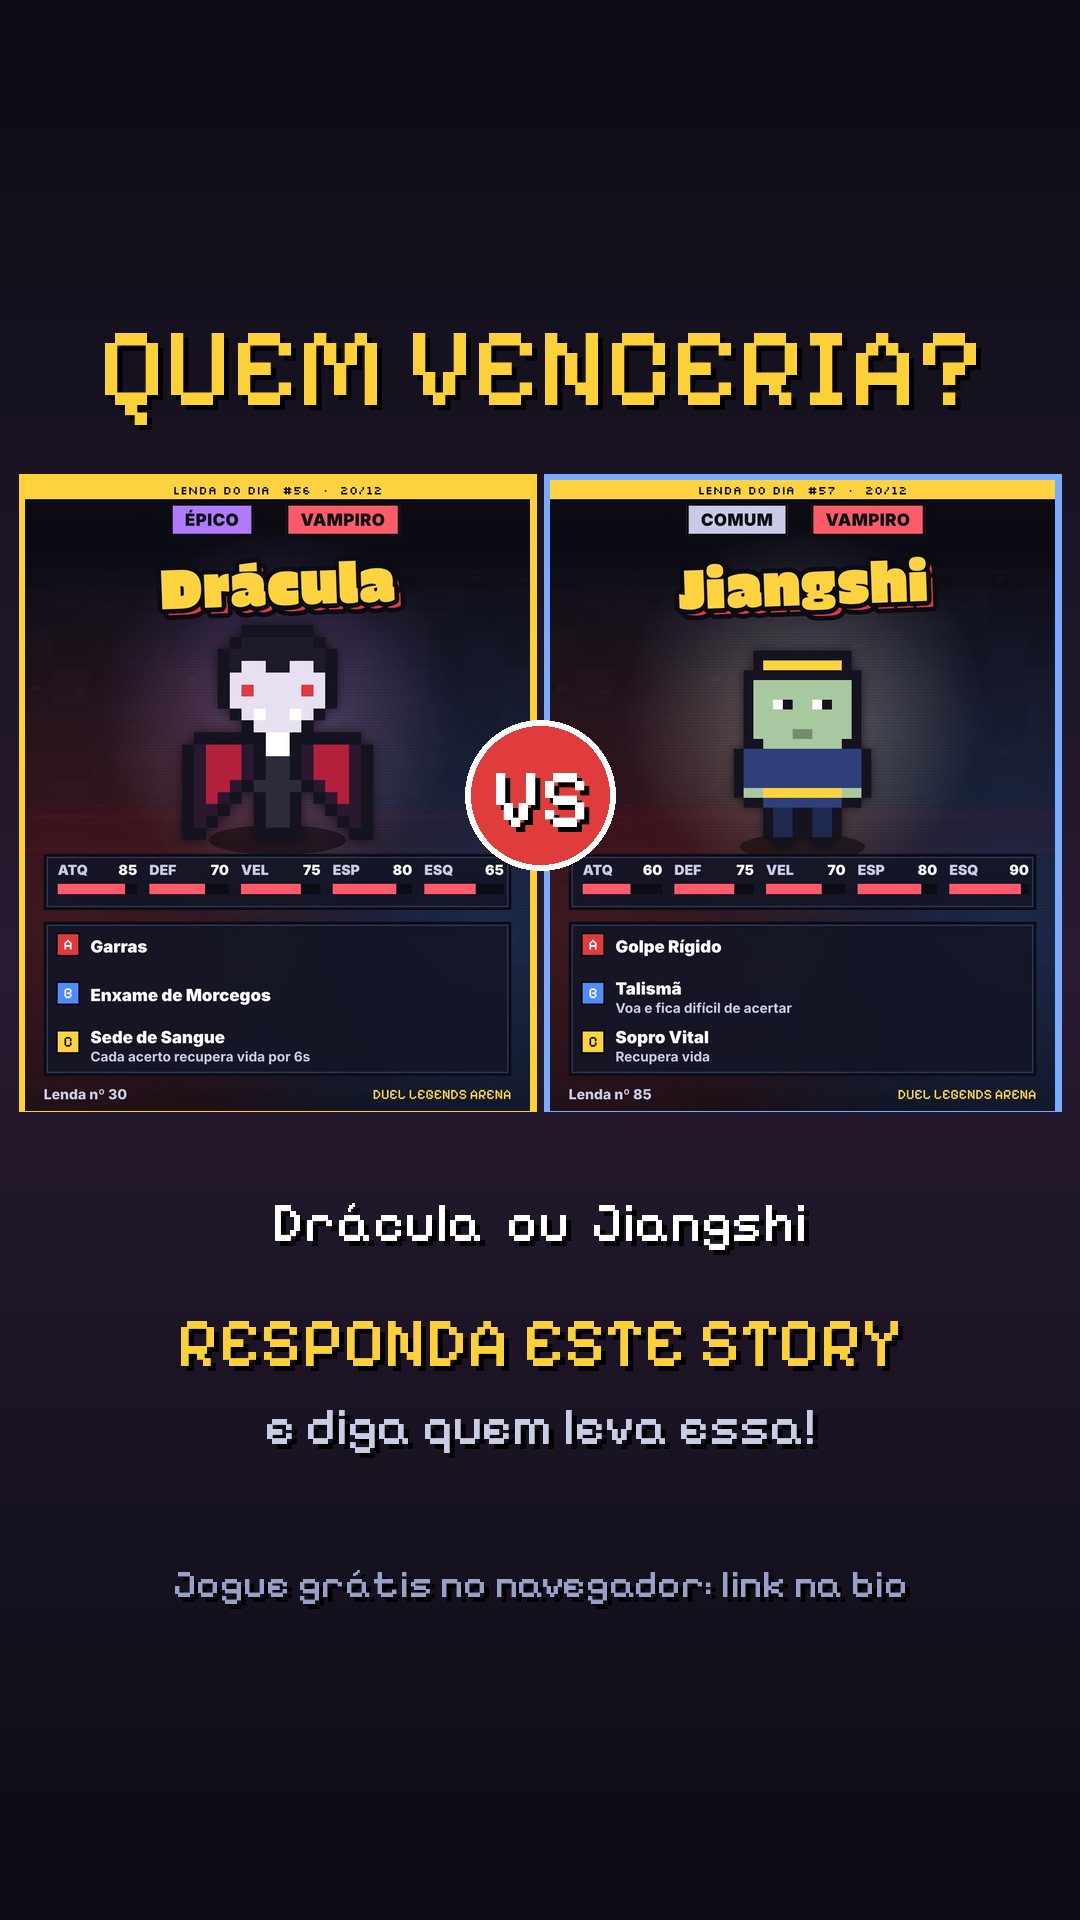 QUEM VENCERIA?
LENDA DO DIA #56 · 20/12
ÉPICO VAMPIRO
Drácula
ATQ 85 DEF 70 VEL 75 ESP 80 ESQ 65
A Garras
B Enxame de Morcegos
C Sede de Sangue
Cada acerto recupera vida por 6s
Lenda nº 30 DUEL LEGENDS ARENA
VS
LENDA DO DIA #57 · 20/12
COMUM VAMPIRO
Jiangshi
ATQ 60 DEF 75 VEL 70 ESP 80 ESQ 90
A Golpe Rígido
B Talismã
Voa e fica difícil de acertar
C Sopro Vital
Recupera vida
Lenda nº 85 DUEL LEGENDS ARENA
Drácula ou Jiangshi
RESPONDA ESTE STORY
e diga quem leva essa!
Jogue grátis no navegador: link na bio